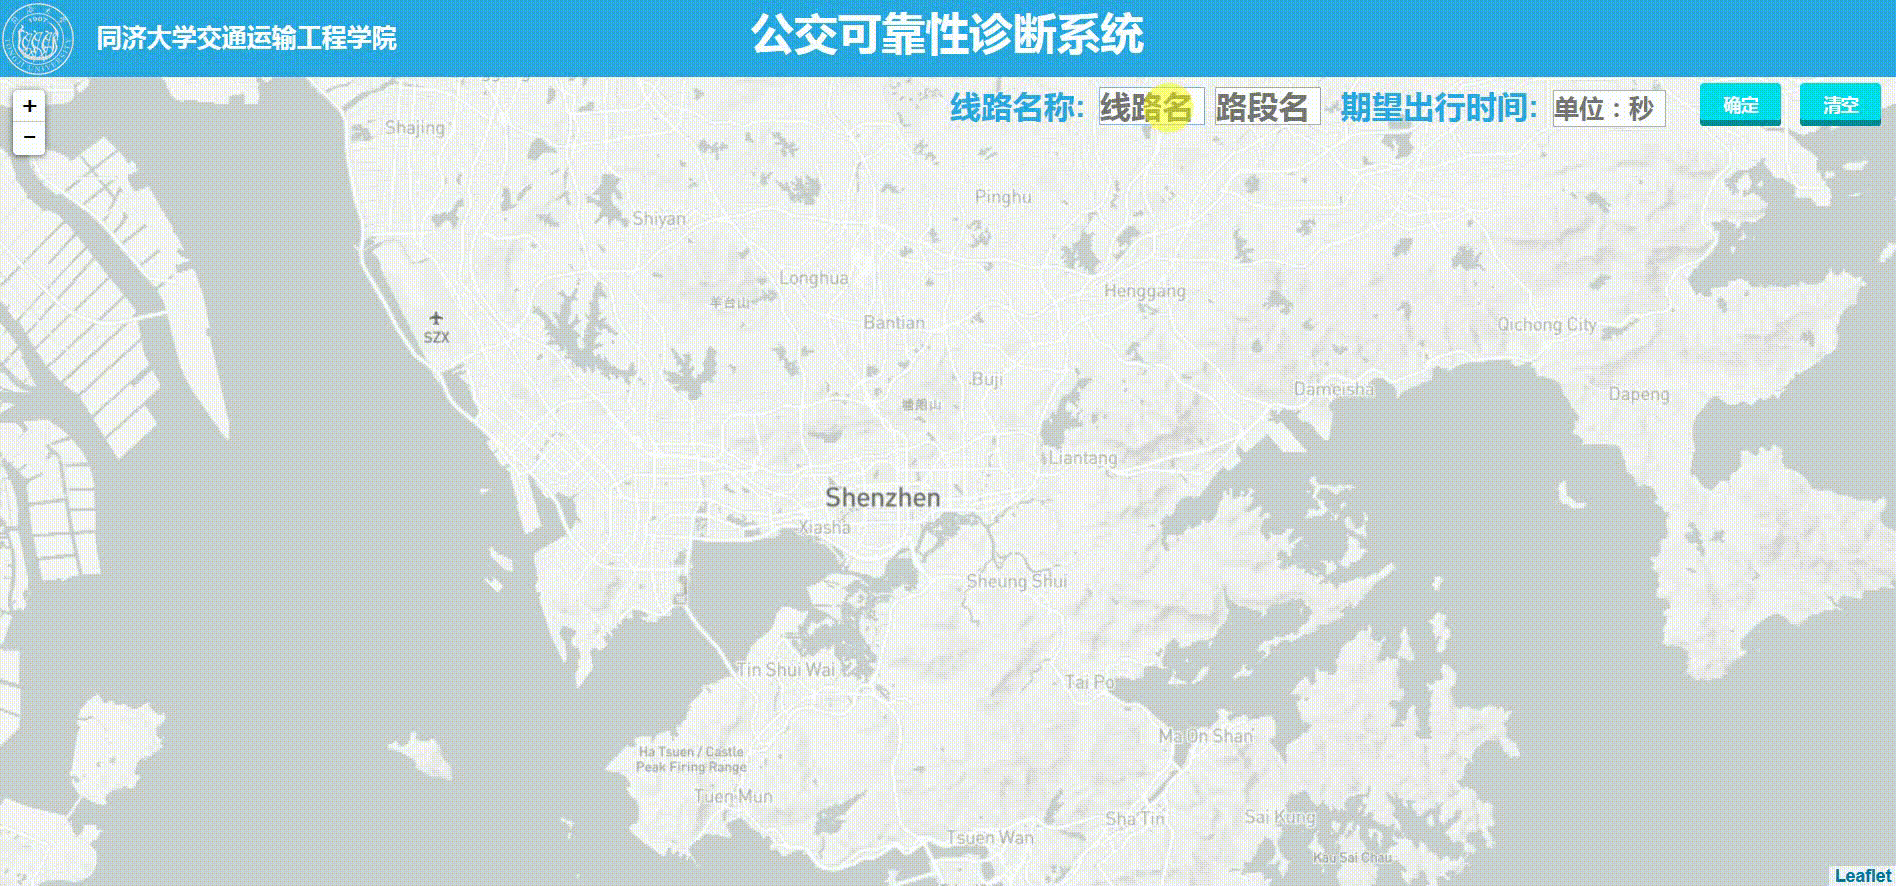 同济大学交通运输工程学院
公交可靠性诊断系统
+
-
线路名称: 线路名 路段名 期望出行时间: 单位：秒 确定 清空
Shajing
Pinghu
Shiyan
Longhua
Henggang
羊台山
SZX
Bantian
Qichong City
Buji
Dameisha
Dapeng
Liantang
Shenzhen
Xiasha
Sheung Shui
Tin Shui Wai
Tai Po
Ma On Shan
Ha Tsuen / Castle
Peak Firing Range
Tuen Mun
Sha Tin
Sai Kung
Tsuen Wan
Kau Sai Chau
Leaflet